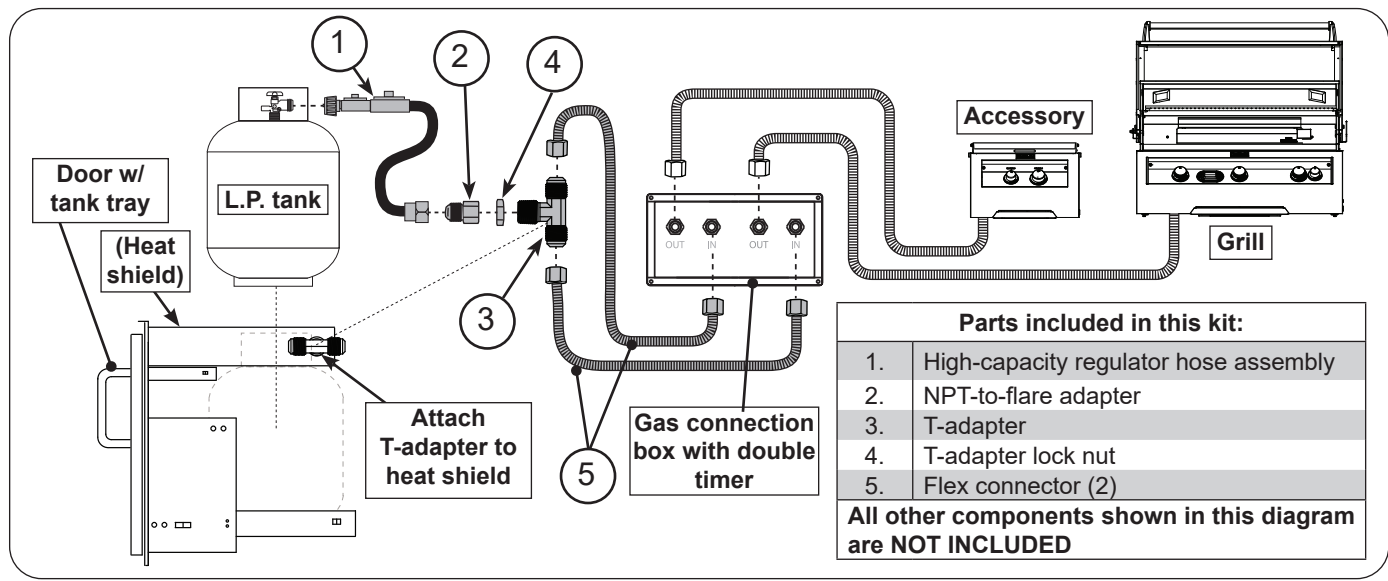 1
2
4
Door w/
tank tray
L.P. tank
(Heat
shield)
3
Attach
T-adapter to
heat shield
5
OUT
IN
OUT
IN
Gas connection
box with double
timer
Accessory
Grill
Parts included in this kit:
1. High-capacity regulator hose assembly
2. NPT-to-flare adapter
3. T-adapter
4. T-adapter lock nut
5. Flex connector (2)
All other components shown in this diagram
are NOT INCLUDED